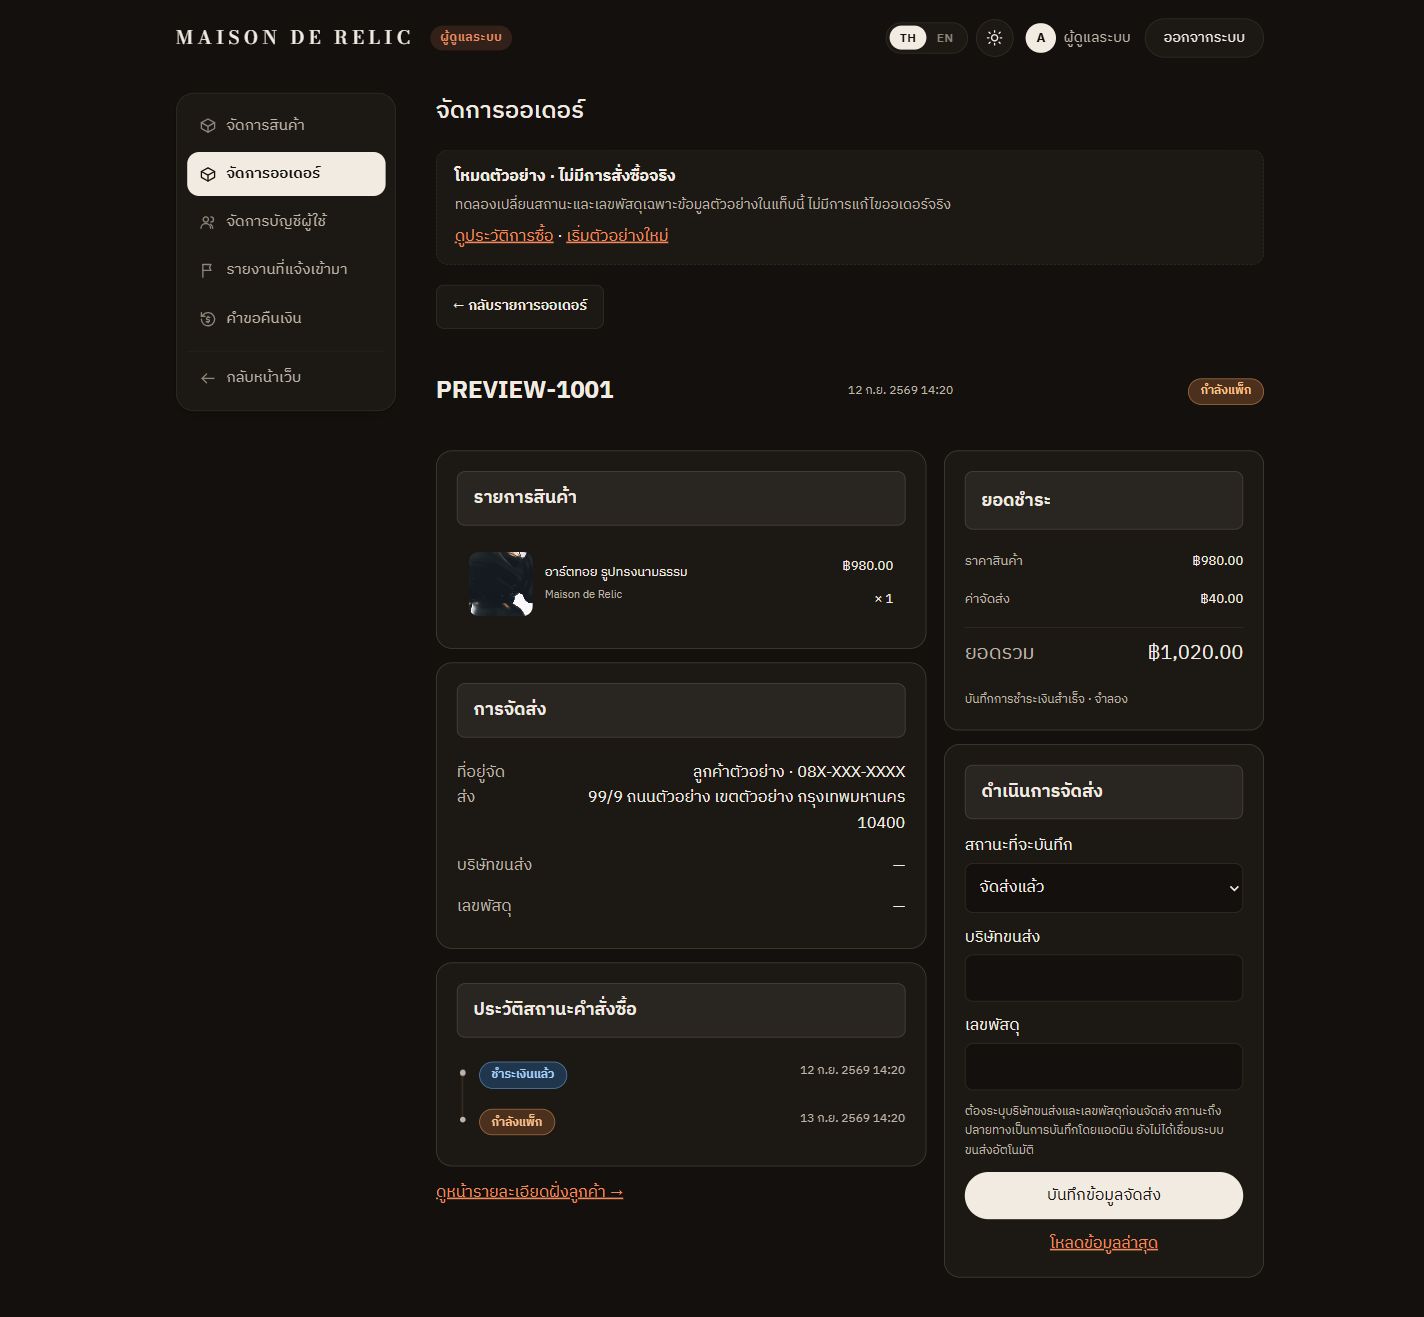 MAISON DE RELIC
ผู้ดูแลระบบ
TH EN
A ผู้ดูแลระบบ
ออกจากระบบ
จัดการสินค้า
จัดการออเดอร์
จัดการบัญชีผู้ใช้
รายงานที่แจ้งเข้ามา
คำขอคืนเงิน
กลับหน้าเว็บ
จัดการออเดอร์
โหมดตัวอย่าง · ไม่มีการสั่งซื้อจริง
ทดลองเปลี่ยนสถานะและเลขพัสดุเฉพาะข้อมูลตัวอย่างในแท็บนี้ ไม่มีการแก้ไขออเดอร์จริง
ดูประวัติการซื้อ · เริ่มตัวอย่างใหม่
← กลับรายการออเดอร์
PREVIEW-1001
12 ก.ย. 2569 14:20
กำลังแพ็ก
รายการสินค้า
อาร์ตทอย รูปทรงนามธรรม
Maison de Relic
฿980.00
× 1
การจัดส่ง
ที่อยู่จัด
ส่ง
ลูกค้าตัวอย่าง · 08X-XXX-XXXX
99/9 ถนนตัวอย่าง เขตตัวอย่าง กรุงเทพมหานคร
10400
บริษัทขนส่ง —
เลขพัสดุ —
ประวัติสถานะคำสั่งซื้อ
ชำระเงินแล้ว 12 ก.ย. 2569 14:20
กำลังแพ็ก 13 ก.ย. 2569 14:20
ดูหน้ารายละเอียดฝั่งลูกค้า →
ยอดชำระ
ราคาสินค้า ฿980.00
ค่าจัดส่ง ฿40.00
ยอดรวม ฿1,020.00
บันทึกการชำระเงินสำเร็จ · จำลอง
ดำเนินการจัดส่ง
สถานะที่จะบันทึก
จัดส่งแล้ว
บริษัทขนส่ง
เลขพัสดุ
ต้องระบุบริษัทขนส่งและเลขพัสดุก่อนจัดส่ง สถานะถึง
ปลายทางเป็นการบันทึกโดยแอดมิน ยังไม่ได้เชื่อมระบบ
ขนส่งอัตโนมัติ
บันทึกข้อมูลจัดส่ง
โหลดข้อมูลล่าสุด